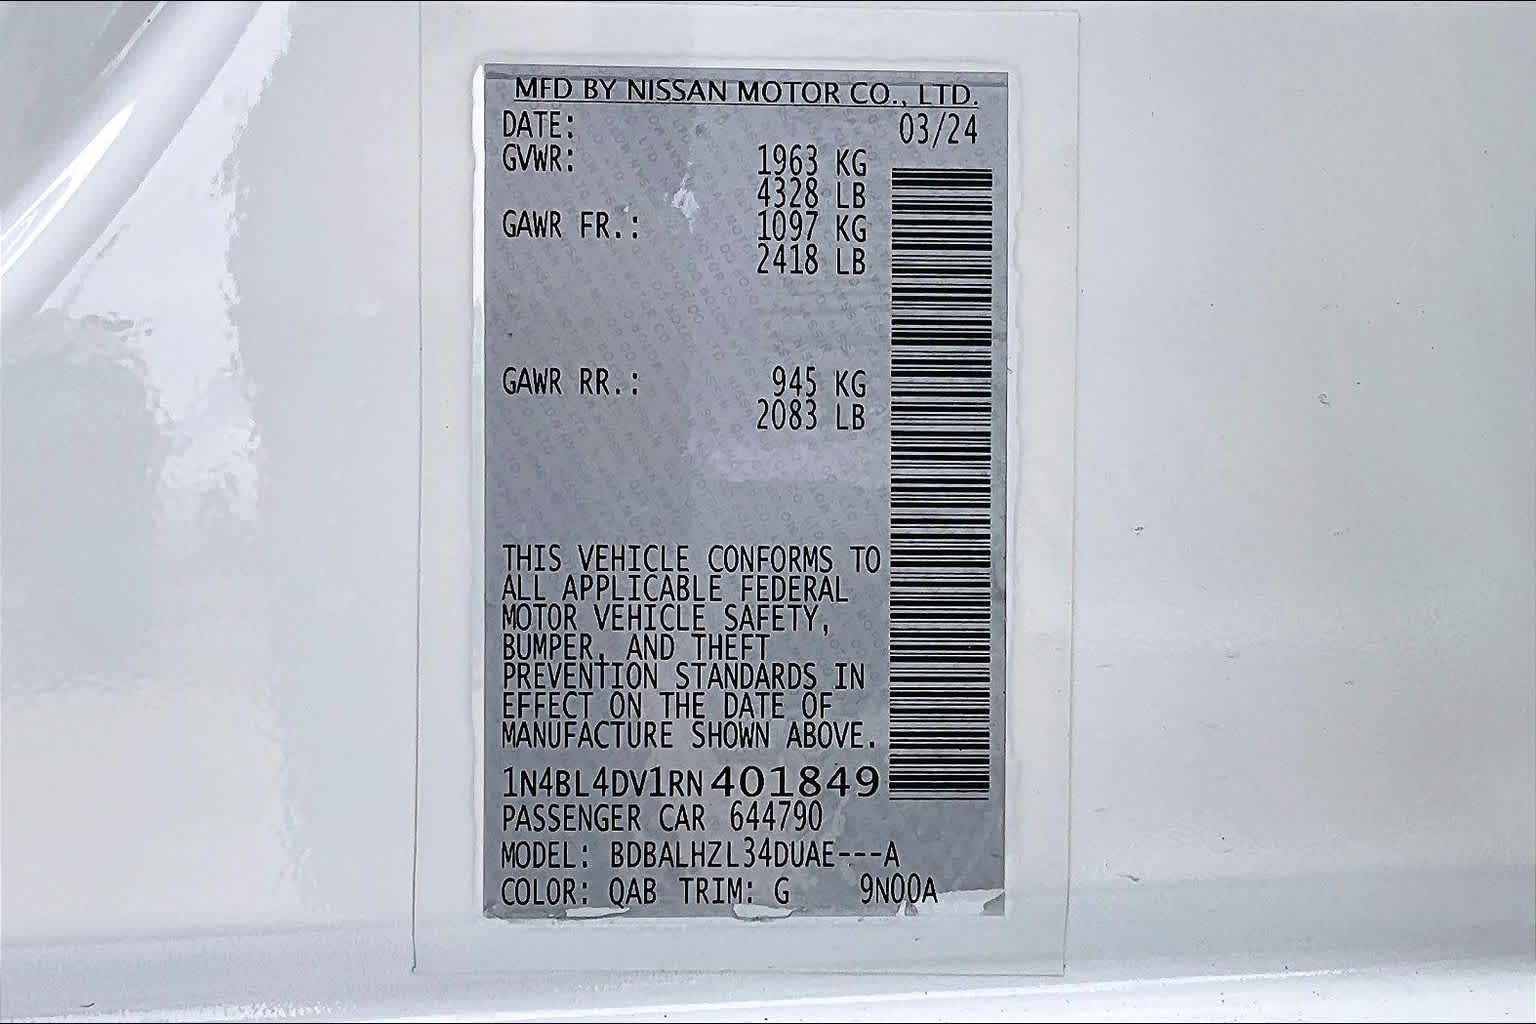 MFD BY NISSAN MOTOR CO., LTD.
DATE: 03/24
GVWR: 1963 KG
4328 LB
GAWR FR.: 1097 KG
2418 LB
GAWR RR.: 945 KG
2083 LB
THIS VEHICLE CONFORMS TO
ALL APPLICABLE FEDERAL
MOTOR VEHICLE SAFETY,
BUMPER, AND THEFT
PREVENTION STANDARDS IN
EFFECT ON THE DATE OF
MANUFACTURE SHOWN ABOVE.
1N4BL4DV1RN401849
PASSENGER CAR 644790
MODEL: BDBALHZL34DUAE---A
COLOR: QAB TRIM: G 9N00A